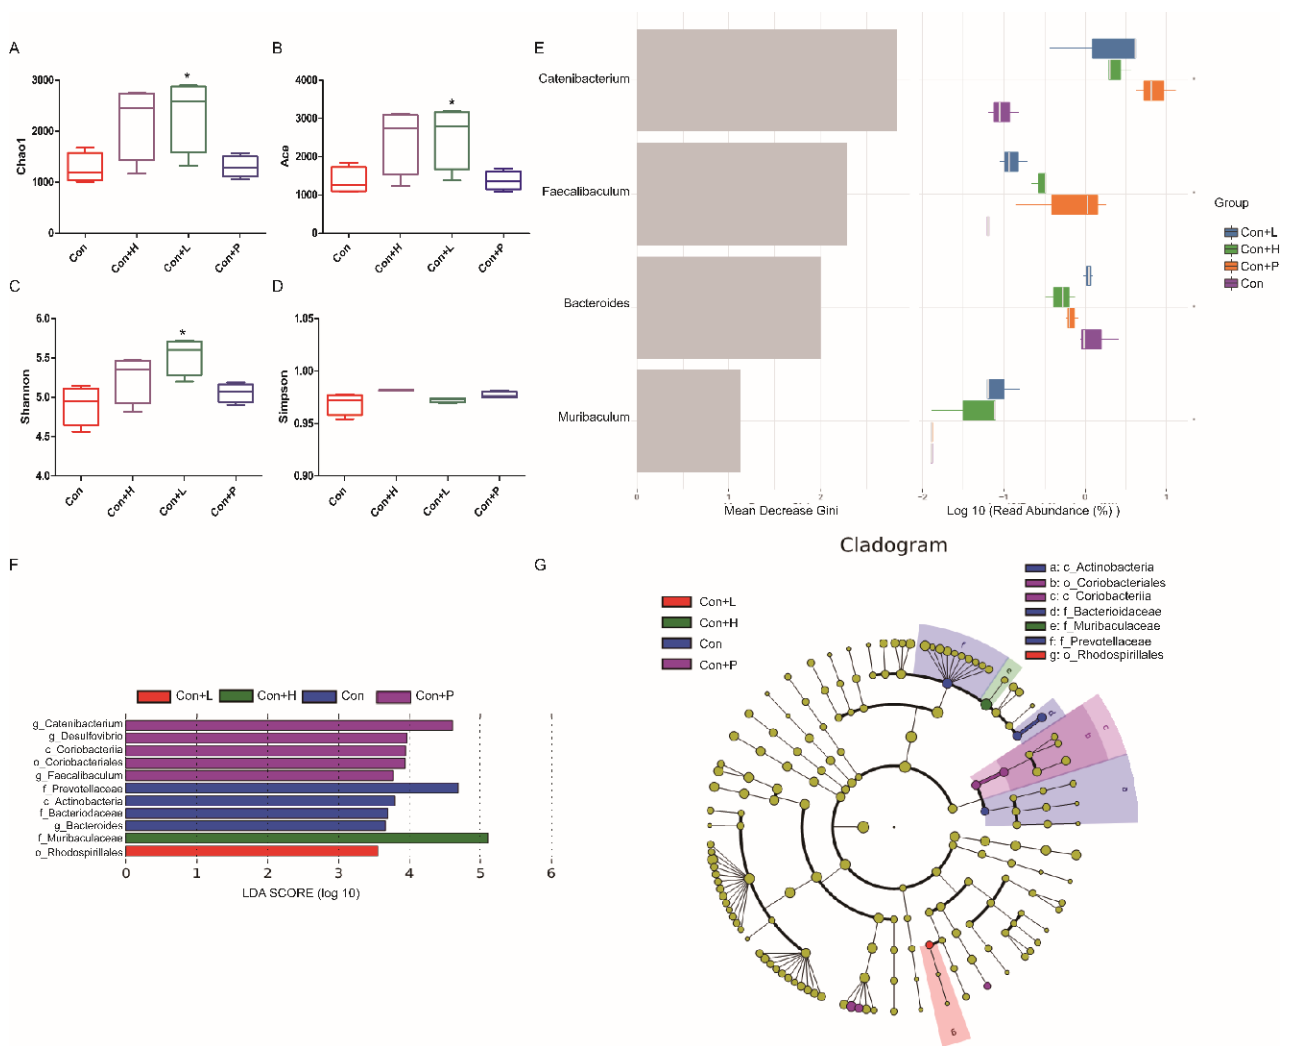 A
Chao1
3000
2000
1000
0
*
Con
Con+H
Con+L
Con+P
B
Ace
4000
3000
2000
1000
0
*
Con
Con+H
Con+L
Con+P
C
Shannon
6.0
5.5
5.0
4.5
4.0
*
Con
Con+H
Con+L
Con+P
D
Simpson
1.05
1.00
0.95
0.90
Con
Con+H
Con+L
Con+P
E
Catenibacterium
Faecalibaculum
Bacteroides
Muribaculum
0 1 2
Mean Decrease Gini
-2 -1 0 1
Log 10 (Read Abundance (%) )
Group
Con+L
Con+H
Con+P
Con
F
Con+L Con+H Con Con+P
g_Catenibacterium
g_Desulfovibrio
c_Coriobacteriia
o_Coriobacteriales
g_Faecalibaculum
f_Prevotellaceae
c_Actinobacteria
f_Bacteriodaceae
g_Bacteroides
f_Muribaculaceae
o_Rhodospirillales
0 1 2 3 4 5 6
LDA SCORE (log 10)
G
Cladogram
Con+L
Con+H
Con
Con+P
a: c_Actinobacteria
b: o_Coriobacteriales
c: c_Coriobacteriia
d: f_Bacterioidaceae
e: f_Muribaculaceae
f: f_Prevotellaceae
g: o_Rhodospirillales